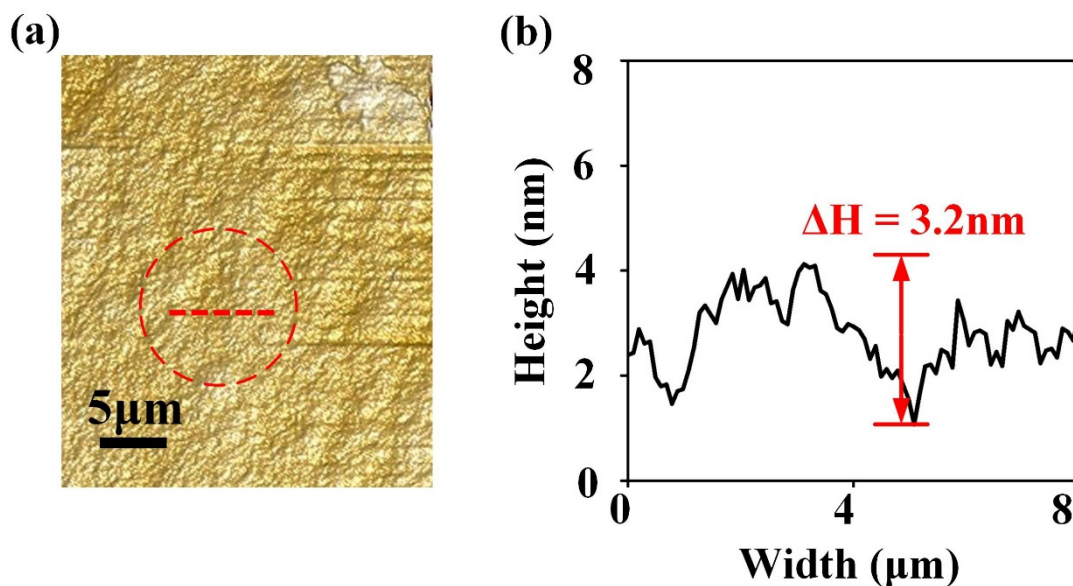 (a)
5μm
(b)
Height (nm)
8
6
4
2
0
ΔH = 3.2nm
0
4
8
Width (μm)